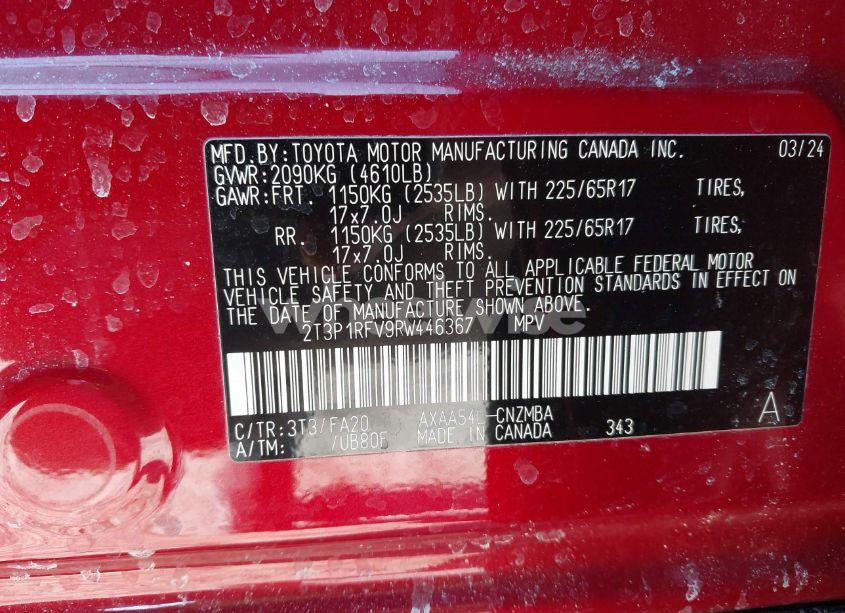 MFD.BY:TOYOTA MOTOR MANUFACTURING CANADA INC. 03/24
GVWR:2090KG (4610LB)
GAWR:FRT. 1150KG (2535LB) WITH 225/65R17 TIRES,
17x7.0J RIMS.
RR. 1150KG (2535LB) WITH 225/65R17 TIRES,
17x7.0J RIMS.
THIS VEHICLE CONFORMS TO ALL APPLICABLE FEDERAL MOTOR
VEHICLE SAFETY AND THEFT PREVENTION STANDARDS IN EFFECT ON
THE DATE OF MANUFACTURE SHOWN ABOVE.
2T3P1RFV9RW446367 MPV
C/TR:3T3/FA20 CNZMBA A
A/TM: /UB80F MADE IN CANADA 343